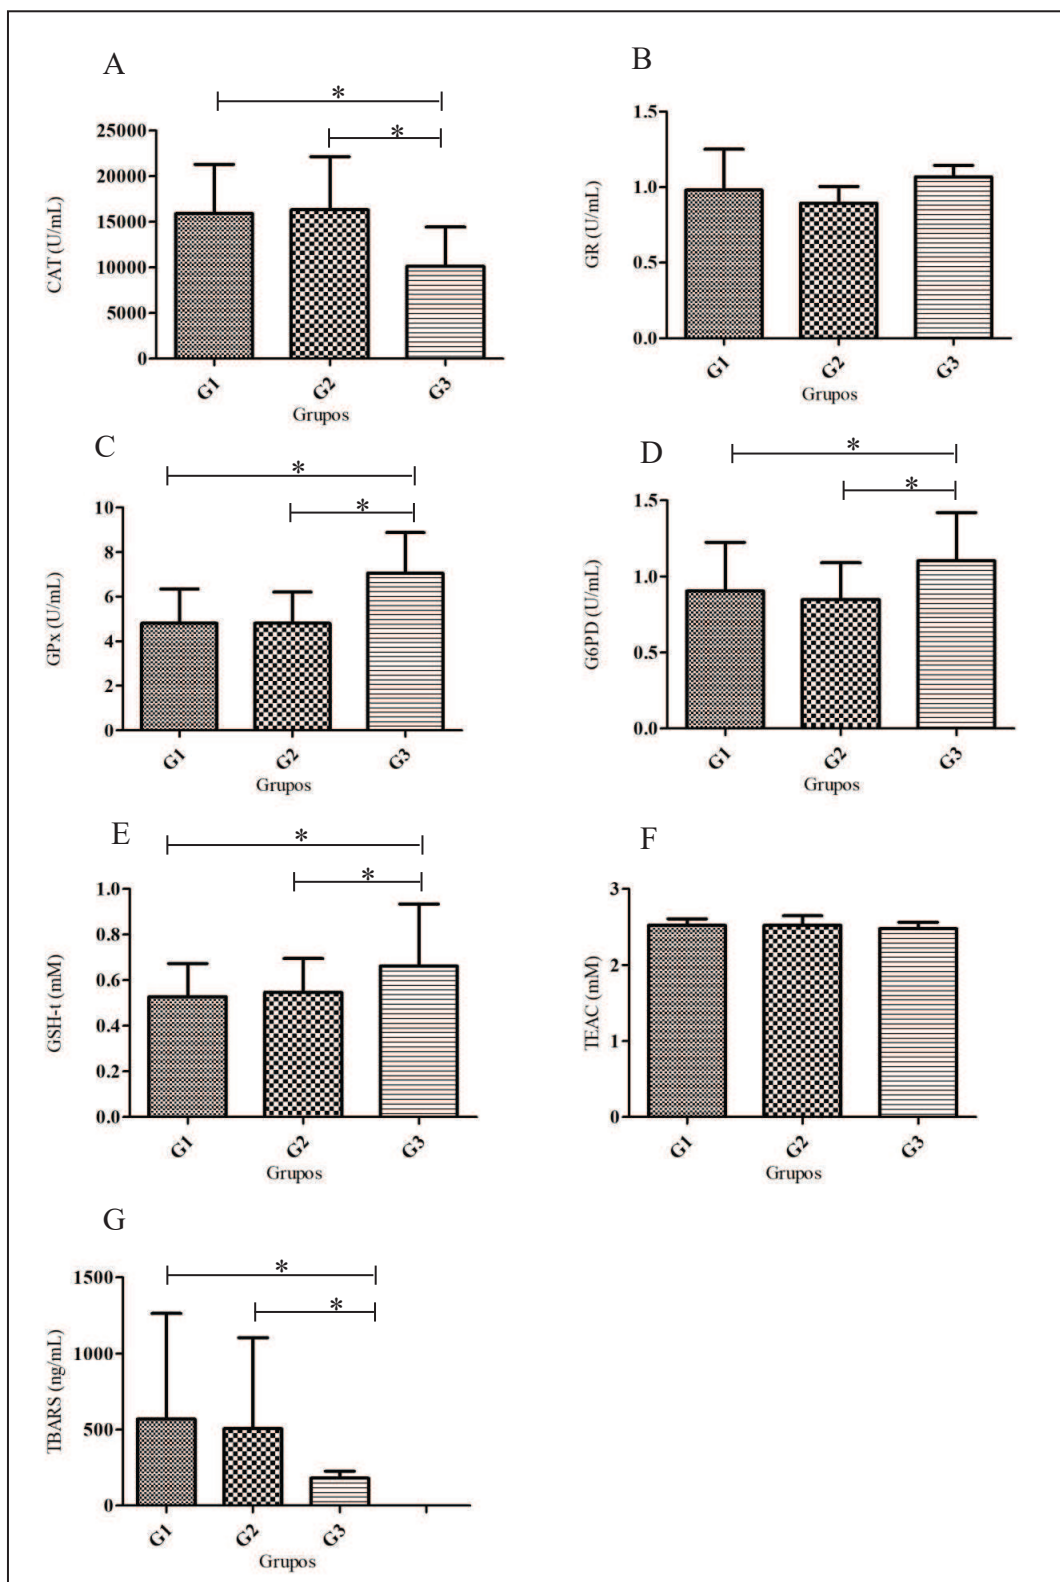 A
*
*
25000
20000
15000
10000
5000
0
CAT (U/mL)
G1
G2
G3
Grupos
B
1.5
1.0
0.5
0.0
GR (U/mL)
G1
G2
G3
Grupos
C
*
*
10
8
6
4
2
0
GPx (U/mL)
G1
G2
G3
Grupos
D
*
*
1.5
1.0
0.5
0.0
G6PD (U/mL)
G1
G2
G3
Grupos
E
*
*
1.0
0.8
0.6
0.4
0.2
0.0
GSH-t (mM)
G1
G2
G3
Grupos
F
3
2
1
0
TEAC (mM)
G1
G2
G3
Grupos
G
*
*
1500
1000
500
0
TBARS (ng/mL)
G1
G2
G3
Grupos